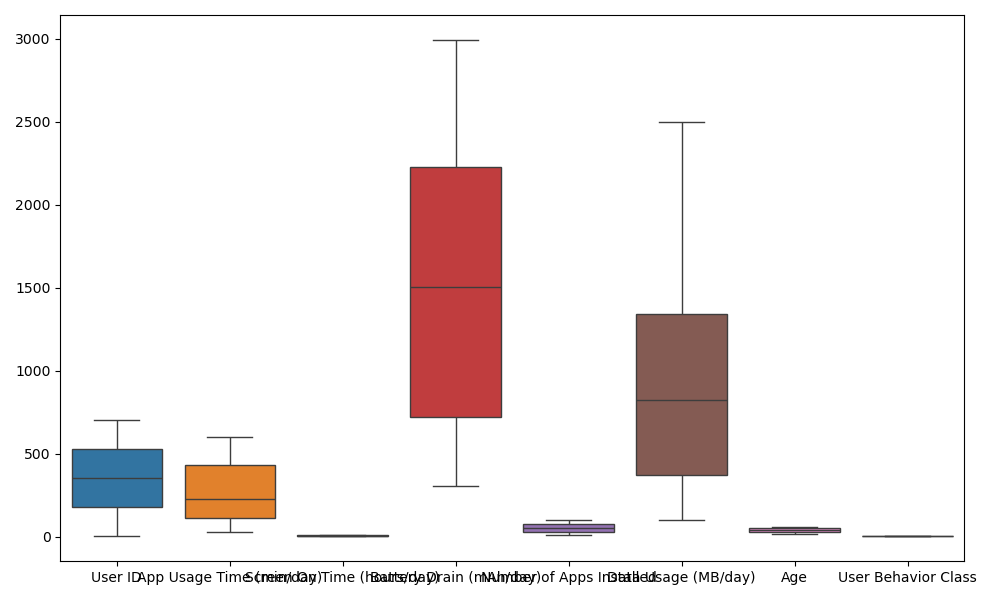 3000
2500
2000
1500
1000
500
0
User ID
App Usage Time (min/day)
Screen On Time (hours/day)
Battery Drain (mAh/day)
Number of Apps Installed
Data Usage (MB/day)
Age
User Behavior Class